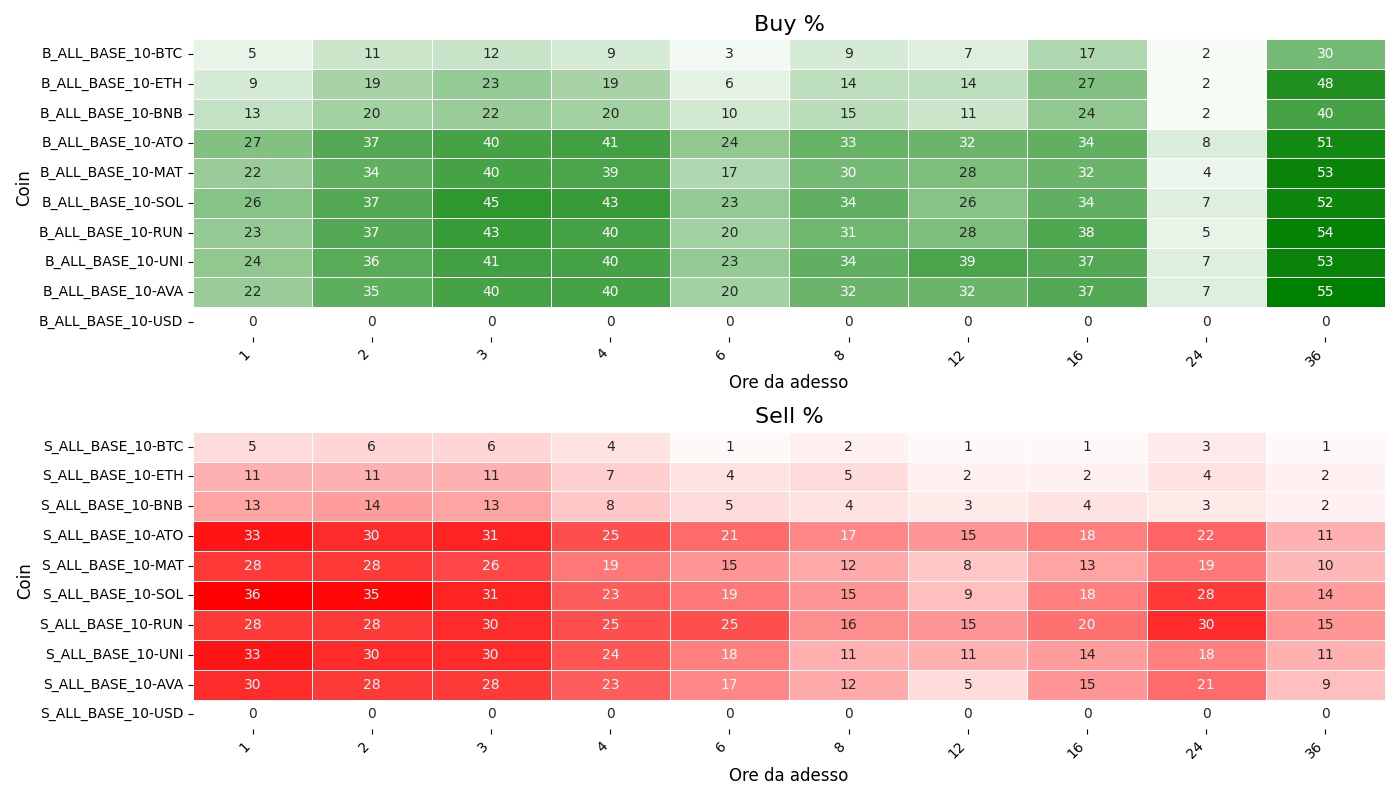 Buy %
Coin
B_ALL_BASE_10-BTC 5 11 12 9 3 9 7 17 2 30
B_ALL_BASE_10-ETH 9 19 23 19 6 14 14 27 2 48
B_ALL_BASE_10-BNB 13 20 22 20 10 15 11 24 2 40
B_ALL_BASE_10-ATO 27 37 40 41 24 33 32 34 8 51
B_ALL_BASE_10-MAT 22 34 40 39 17 30 28 32 4 53
B_ALL_BASE_10-SOL 26 37 45 43 23 34 26 34 7 52
B_ALL_BASE_10-RUN 23 37 43 40 20 31 28 38 5 54
B_ALL_BASE_10-UNI 24 36 41 40 23 34 39 37 7 53
B_ALL_BASE_10-AVA 22 35 40 40 20 32 32 37 7 55
B_ALL_BASE_10-USD 0 0 0 0 0 0 0 0 0 0
1 2 3 4 6 8 12 16 24 36
Ore da adesso
Sell %
Coin
S_ALL_BASE_10-BTC 5 6 6 4 1 2 1 1 3 1
S_ALL_BASE_10-ETH 11 11 11 7 4 5 2 2 4 2
S_ALL_BASE_10-BNB 13 14 13 8 5 4 3 4 3 2
S_ALL_BASE_10-ATO 33 30 31 25 21 17 15 18 22 11
S_ALL_BASE_10-MAT 28 28 26 19 15 12 8 13 19 10
S_ALL_BASE_10-SOL 36 35 31 23 19 15 9 18 28 14
S_ALL_BASE_10-RUN 28 28 30 25 25 16 15 20 30 15
S_ALL_BASE_10-UNI 33 30 30 24 18 11 11 14 18 11
S_ALL_BASE_10-AVA 30 28 28 23 17 12 5 15 21 9
S_ALL_BASE_10-USD 0 0 0 0 0 0 0 0 0 0
1 2 3 4 6 8 12 16 24 36
Ore da adesso